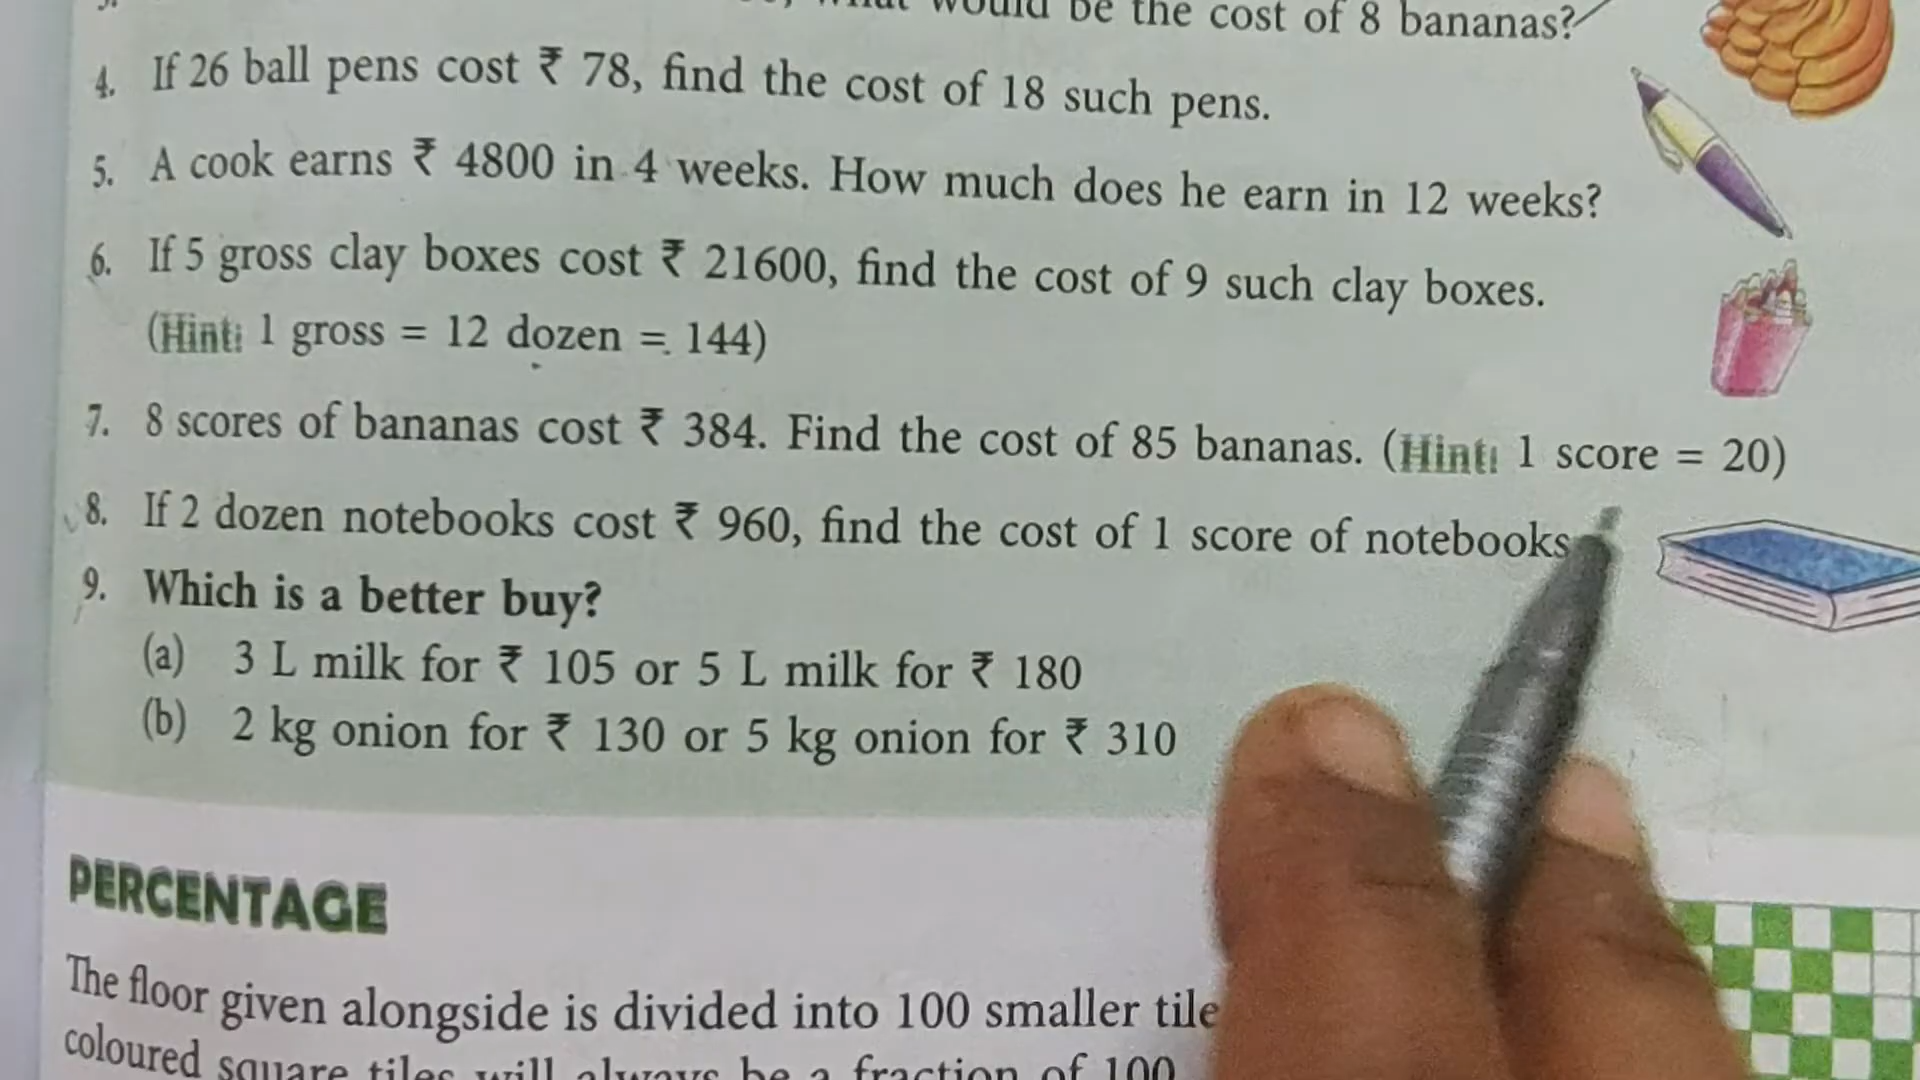 would be the cost of 8 bananas?
4. If 26 ball pens cost ₹ 78, find the cost of 18 such pens.
5. A cook earns ₹ 4800 in 4 weeks. How much does he earn in 12 weeks?
6. If 5 gross clay boxes cost ₹ 21600, find the cost of 9 such clay boxes.
(Hint: 1 gross = 12 dozen = 144)
7. 8 scores of bananas cost ₹ 384. Find the cost of 85 bananas. (Hint: 1 score = 20)
8. If 2 dozen notebooks cost ₹ 960, find the cost of 1 score of notebooks
9. Which is a better buy?
(a) 3 L milk for ₹ 105 or 5 L milk for ₹ 180
(b) 2 kg onion for ₹ 130 or 5 kg onion for ₹ 310
PERCENTAGE
The floor given alongside is divided into 100 smaller tile
coloured square tiles will always be a fraction of 100